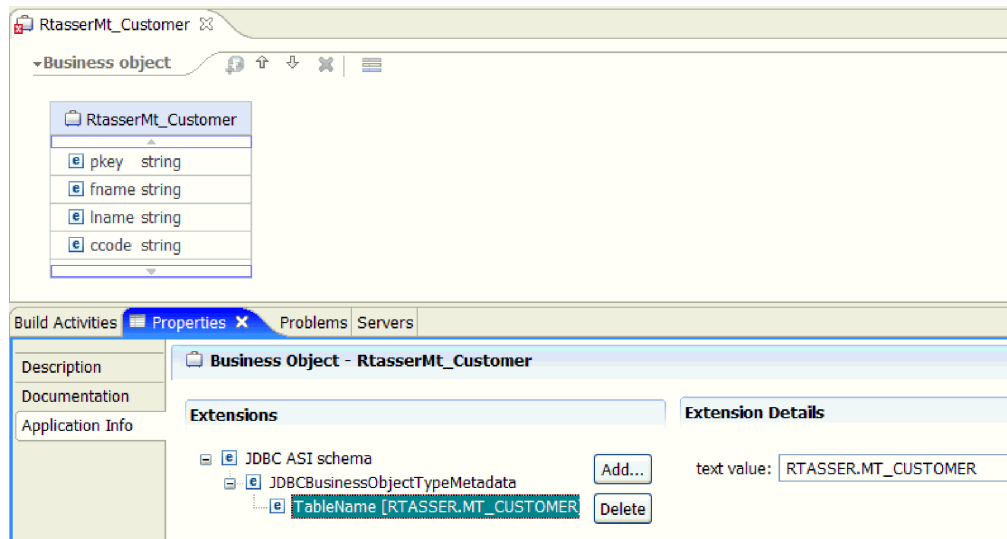 RtasserMt_Customer
Business object
RtasserMt_Customer
e pkey string
e fname string
e lname string
e ccode string
Build Activities Properties Problems Servers
Description
Documentation
Application Info
Business Object - RtasserMt_Customer
Extensions
Extension Details
e JDBC ASI schema
e JDBCBusinessObjectTypeMetadata
e TableName [RTASSER.MT_CUSTOMER]
Add...
Delete
text value: RTASSER.MT_CUSTOMER